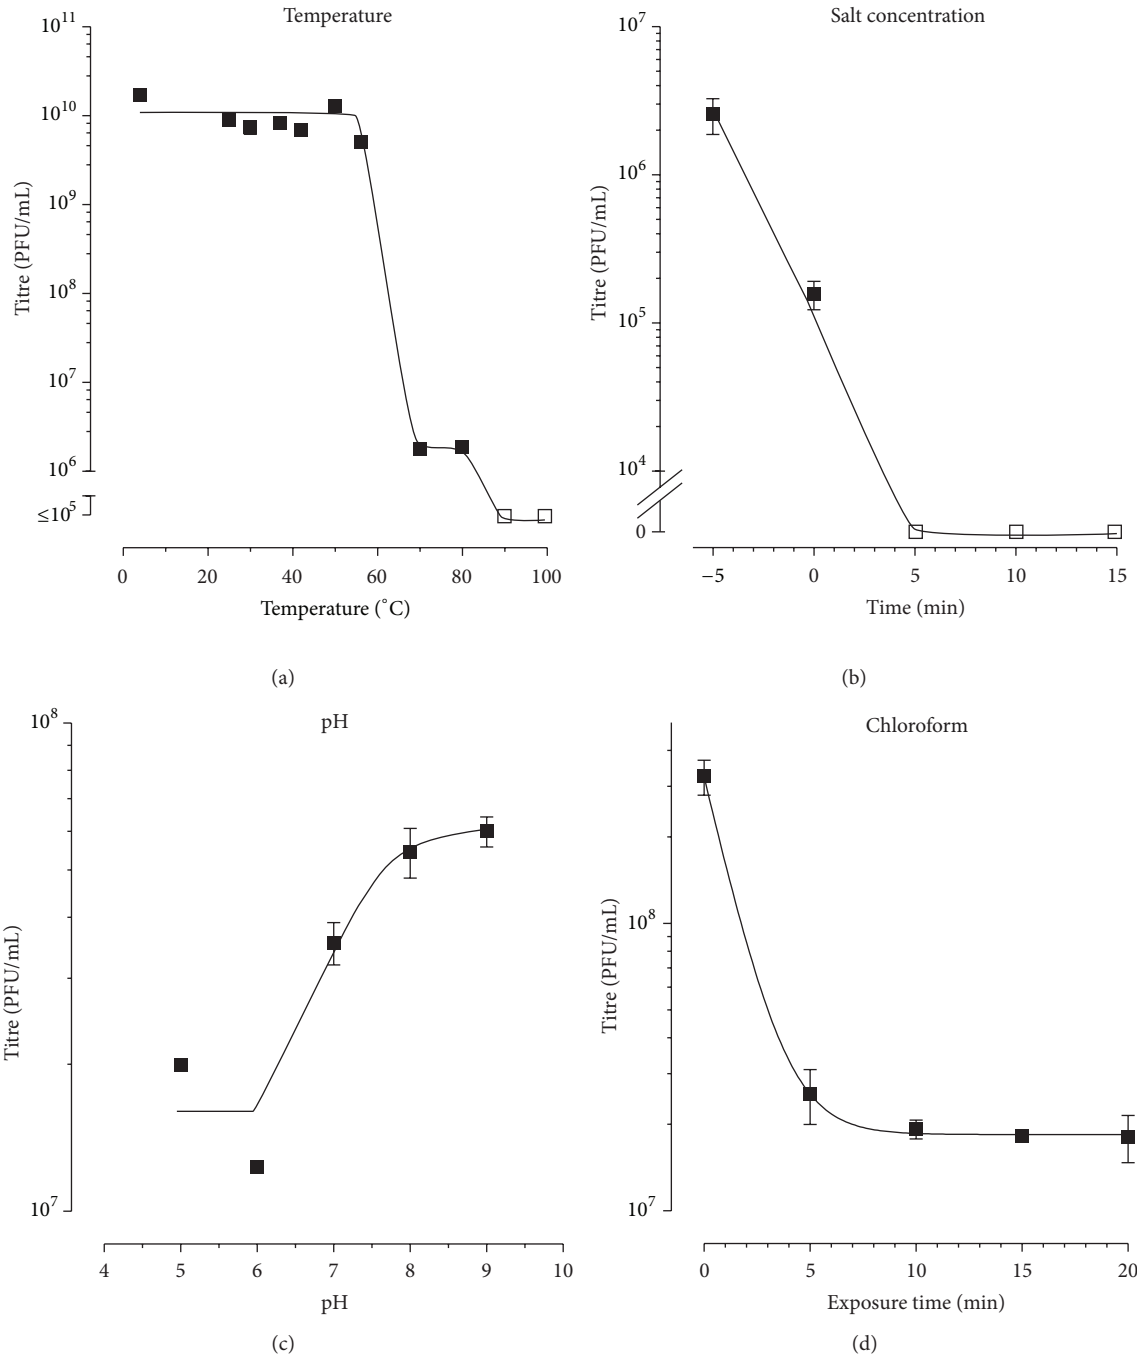 Temperature
10^11
10^10
10^9
10^8
10^7
10^6
≤10^5
Titre (PFU/mL)
0 20 40 60 80 100
Temperature (°C)
(a)
Salt concentration
10^7
10^6
10^5
10^4
0
Titre (PFU/mL)
−5 0 5 10 15
Time (min)
(b)
pH
10^8
10^7
Titre (PFU/mL)
4 5 6 7 8 9 10
pH
(c)
Chloroform
10^8
10^7
Titre (PFU/mL)
0 5 10 15 20
Exposure time (min)
(d)